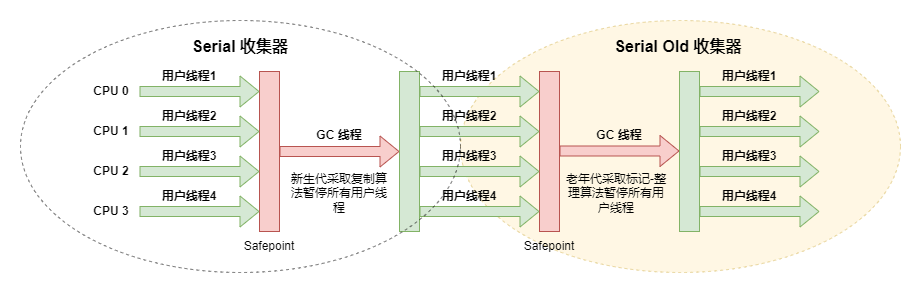 Serial 收集器
Serial Old 收集器
用户线程1
用户线程1
用户线程1
CPU 0
用户线程2
用户线程2
用户线程2
CPU 1
GC 线程
GC 线程
用户线程3
用户线程3
用户线程3
CPU 2
新生代采取复制算
法暂停所有用户线
程
老年代采取标记-整
理算法暂停所有用
户线程
用户线程4
用户线程4
用户线程4
CPU 3
Safepoint
Safepoint